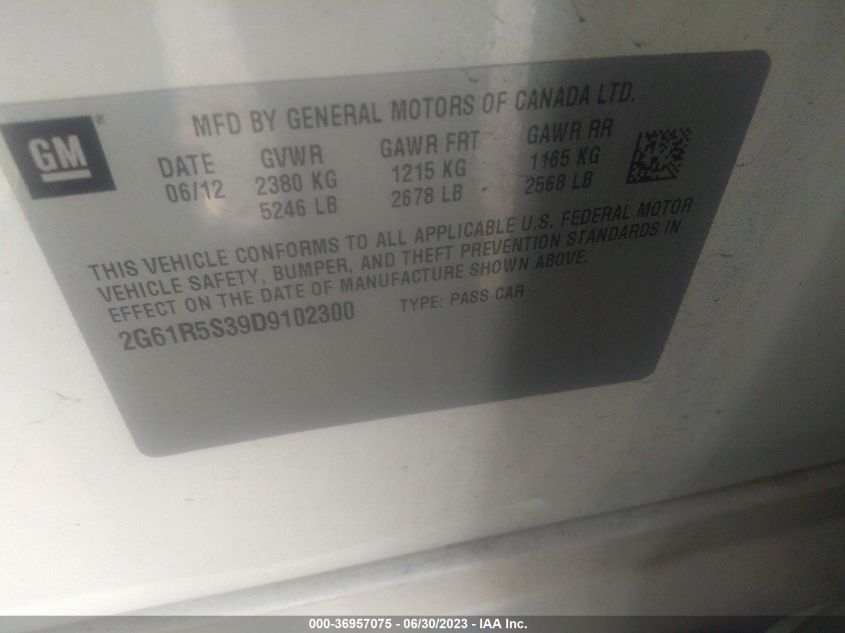 MFD BY GENERAL MOTORS OF CANADA LTD.
GM ®
DATE GVWR GAWR FRT GAWR RR
06/12 2380 KG 1215 KG 1165 KG
5246 LB 2678 LB 2568 LB
THIS VEHICLE CONFORMS TO ALL APPLICABLE U.S. FEDERAL MOTOR
VEHICLE SAFETY, BUMPER, AND THEFT PREVENTION STANDARDS IN
EFFECT ON THE DATE OF MANUFACTURE SHOWN ABOVE.
2G61R5S39D9102300 TYPE: PASS CAR
000-36957075 - 06/30/2023 - IAA Inc.